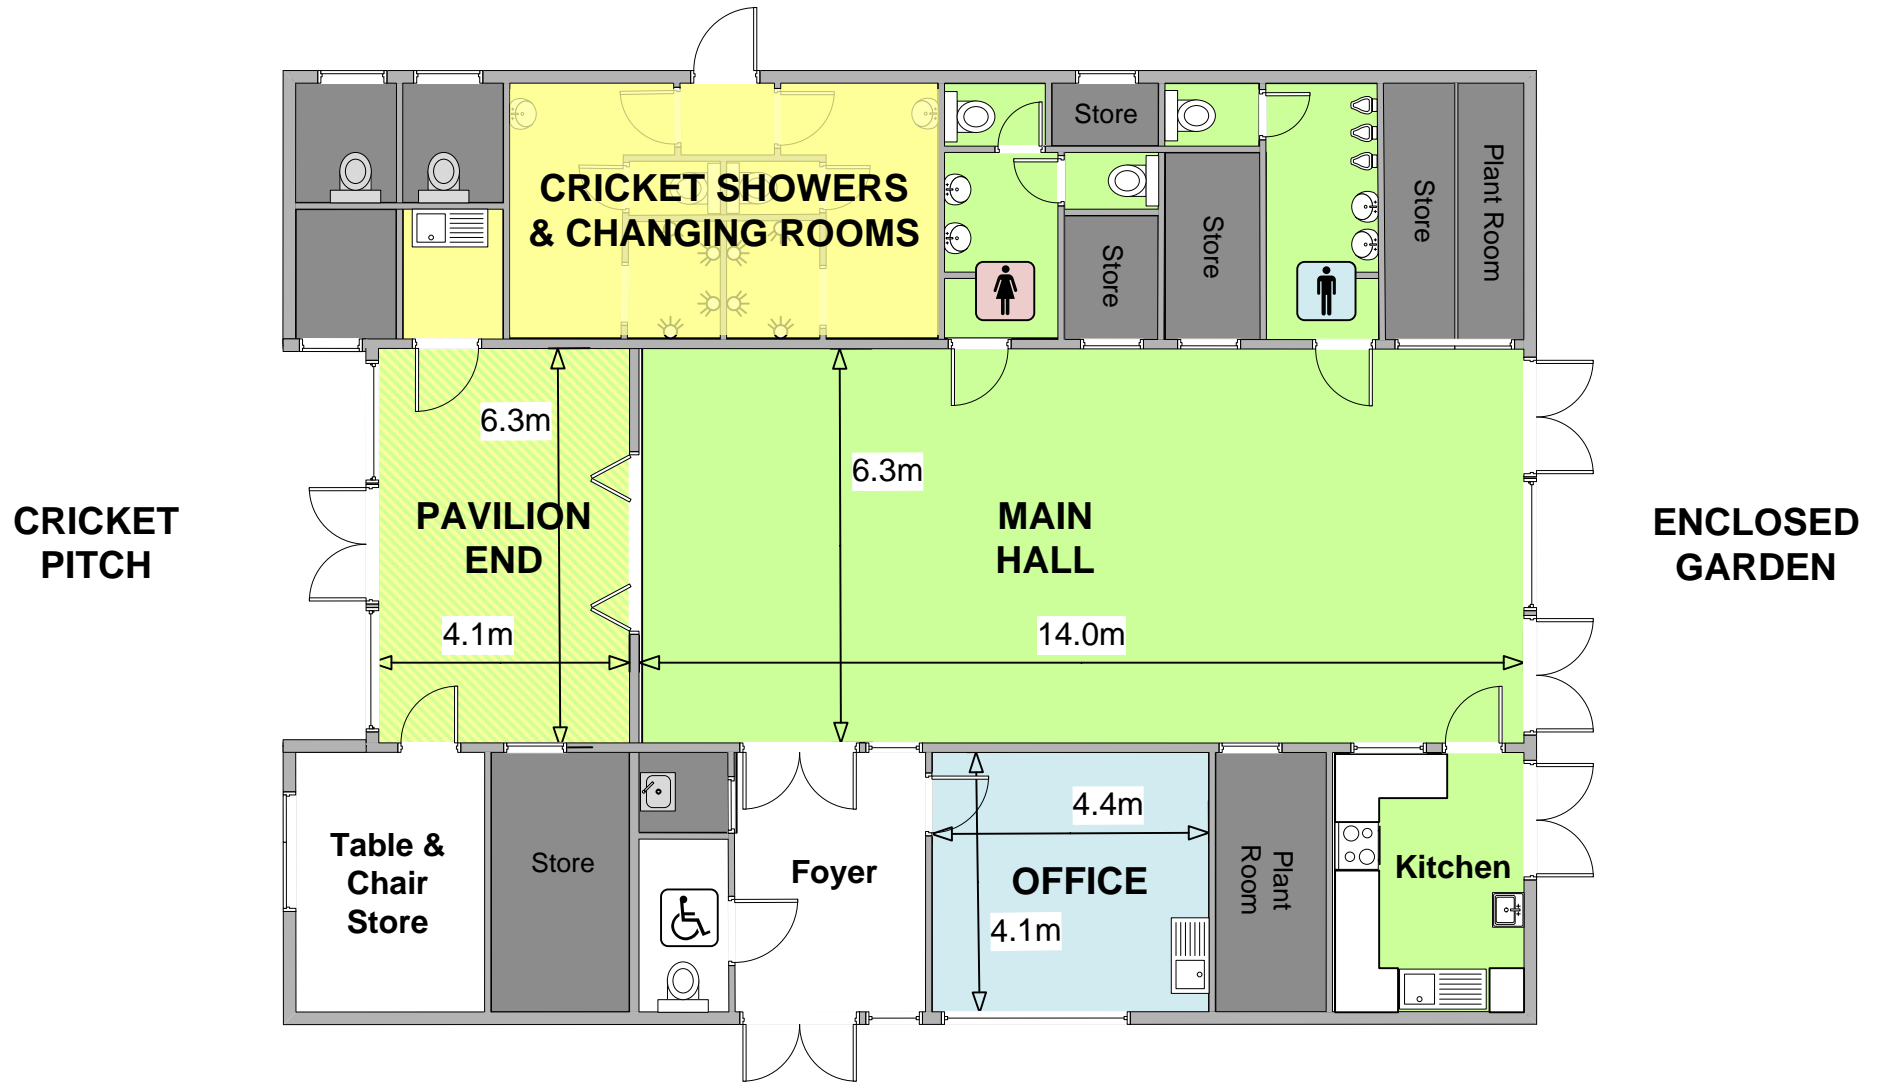 Store
CRICKET SHOWERS
& CHANGING ROOMS
Store
Store
Store
Plant Room
6.3m
6.3m
PAVILION
END
MAIN
HALL
CRICKET
PITCH
ENCLOSED
GARDEN
4.1m
14.0m
Table &
Chair
Store
Store
Foyer
4.4m
OFFICE
4.1m
Plant
Room
Kitchen